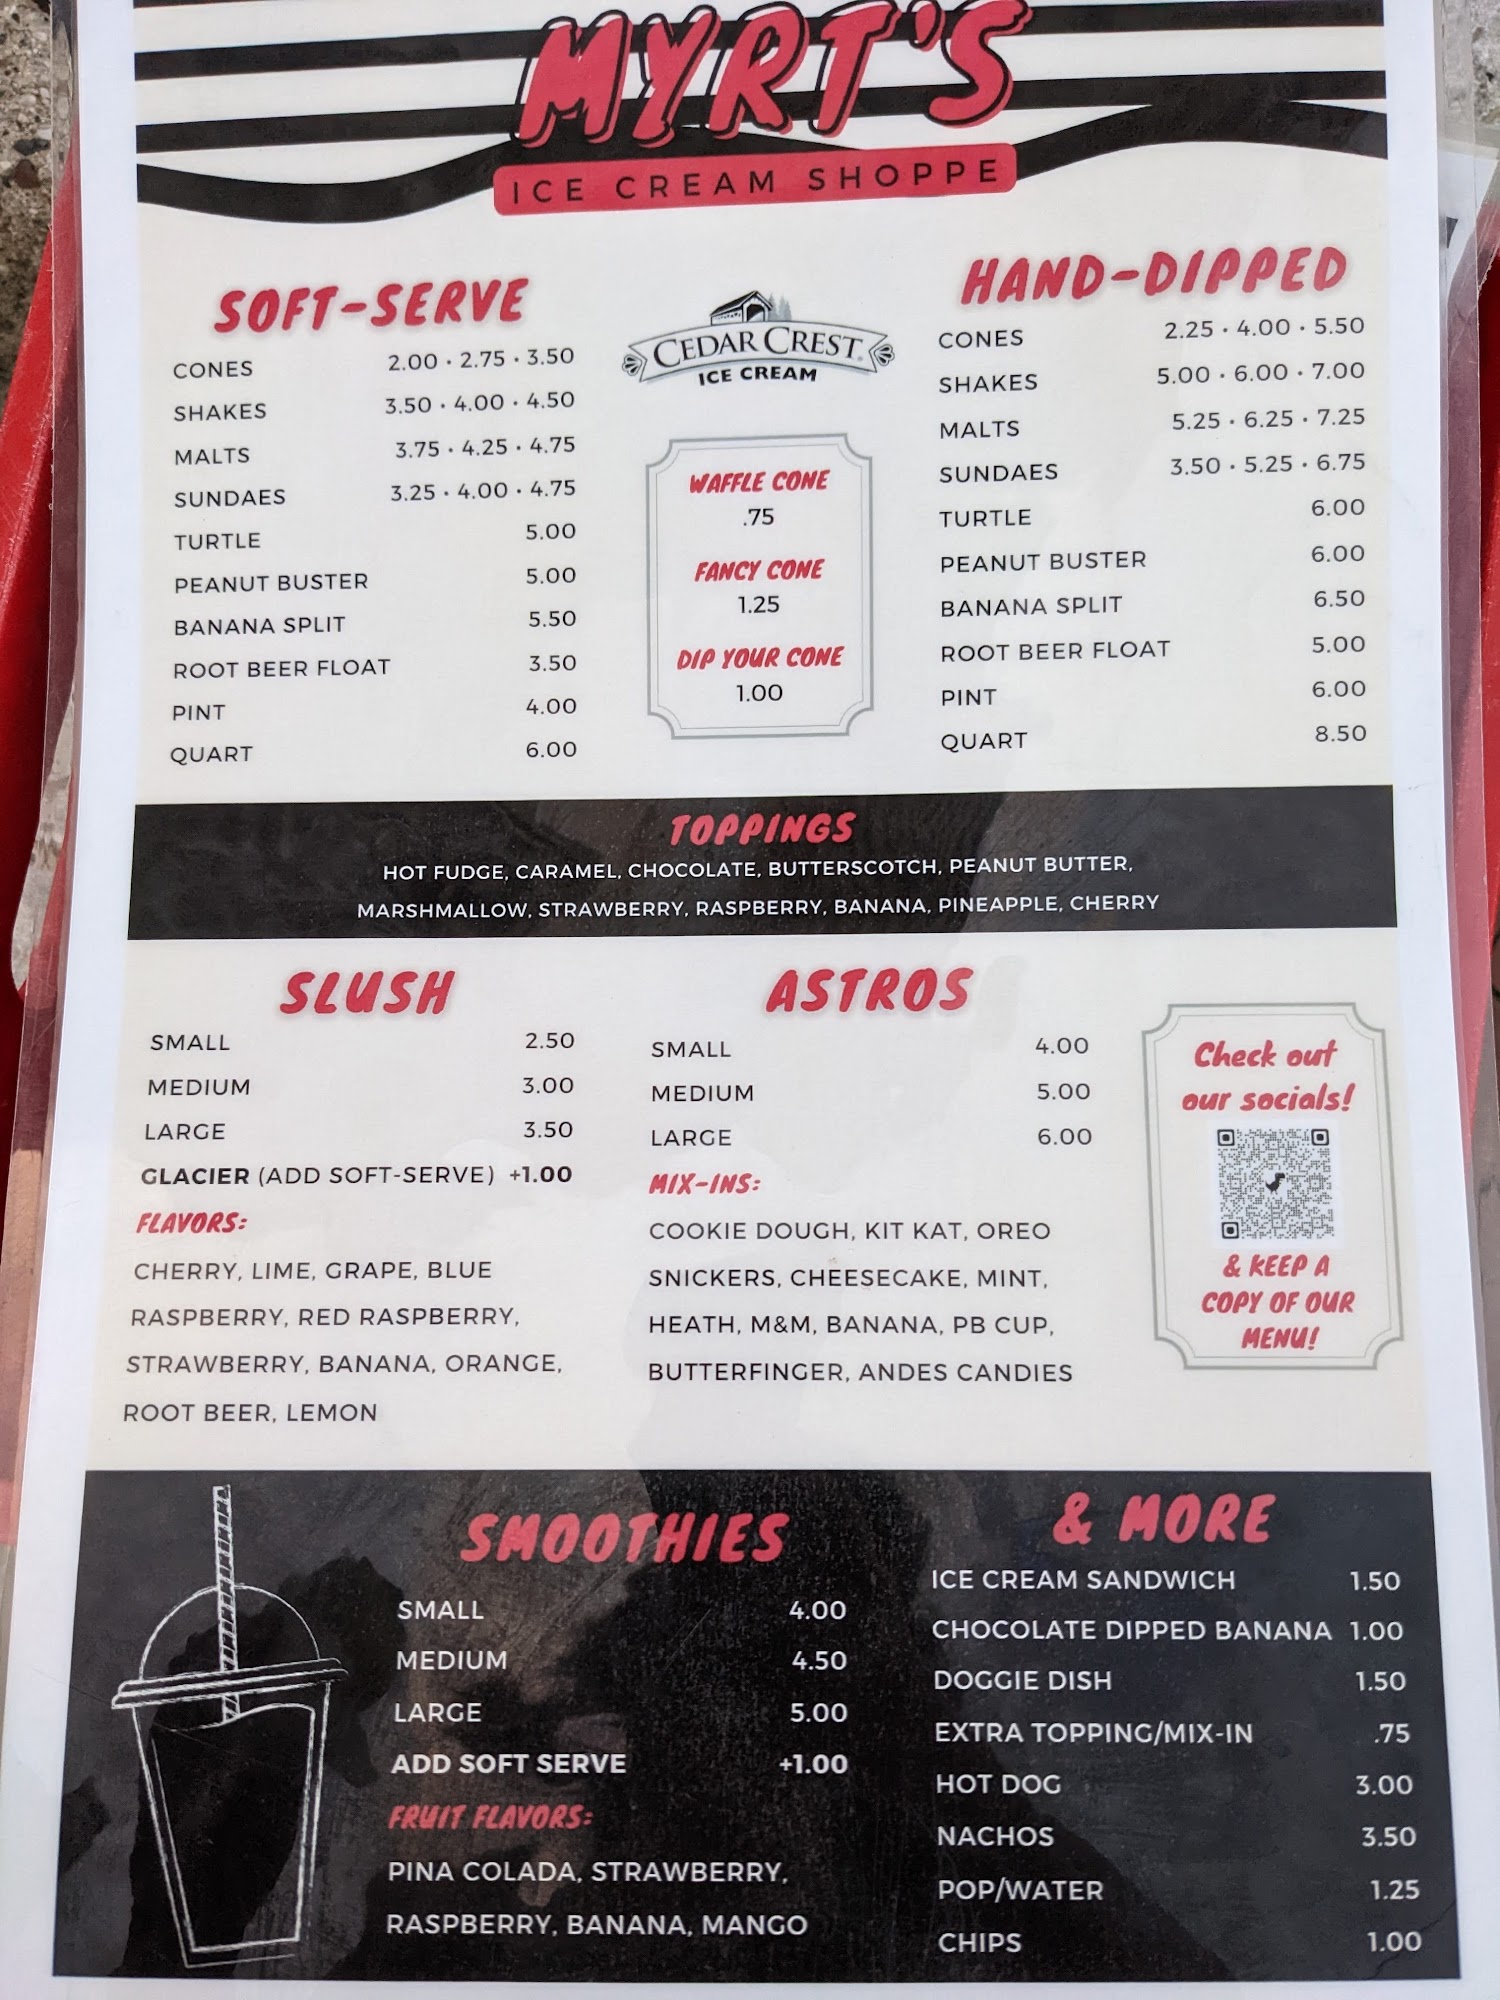 MYRT'S
ICE CREAM SHOPPE
SOFT-SERVE
CONES 2.00 • 2.75 • 3.50
SHAKES 3.50 • 4.00 • 4.50
MALTS 3.75 • 4.25 • 4.75
SUNDAES 3.25 • 4.00 • 4.75
TURTLE 5.00
PEANUT BUSTER 5.00
BANANA SPLIT 5.50
ROOT BEER FLOAT 3.50
PINT 4.00
QUART 6.00
CEDAR CREST®
ICE CREAM
WAFFLE CONE
.75
FANCY CONE
1.25
DIP YOUR CONE
1.00
HAND-DIPPED
CONES 2.25 • 4.00 • 5.50
SHAKES 5.00 • 6.00 • 7.00
MALTS 5.25 • 6.25 • 7.25
SUNDAES 3.50 • 5.25 • 6.75
TURTLE 6.00
PEANUT BUSTER 6.00
BANANA SPLIT 6.50
ROOT BEER FLOAT 5.00
PINT 6.00
QUART 8.50
TOPPINGS
HOT FUDGE, CARAMEL, CHOCOLATE, BUTTERSCOTCH, PEANUT BUTTER,
MARSHMALLOW, STRAWBERRY, RASPBERRY, BANANA, PINEAPPLE, CHERRY
SLUSH
SMALL 2.50
MEDIUM 3.00
LARGE 3.50
GLACIER (ADD SOFT-SERVE) +1.00
FLAVORS:
CHERRY, LIME, GRAPE, BLUE
RASPBERRY, RED RASPBERRY,
STRAWBERRY, BANANA, ORANGE,
ROOT BEER, LEMON
ASTROS
SMALL 4.00
MEDIUM 5.00
LARGE 6.00
MIX-INS:
COOKIE DOUGH, KIT KAT, OREO
SNICKERS, CHEESECAKE, MINT,
HEATH, M&M, BANANA, PB CUP,
BUTTERFINGER, ANDES CANDIES
Check out
our socials!
& KEEP A
COPY OF OUR
MENU!
SMOOTHIES
SMALL 4.00
MEDIUM 4.50
LARGE 5.00
ADD SOFT SERVE +1.00
FRUIT FLAVORS:
PINA COLADA, STRAWBERRY,
RASPBERRY, BANANA, MANGO
& MORE
ICE CREAM SANDWICH 1.50
CHOCOLATE DIPPED BANANA 1.00
DOGGIE DISH 1.50
EXTRA TOPPING/MIX-IN .75
HOT DOG 3.00
NACHOS 3.50
POP/WATER 1.25
CHIPS 1.00